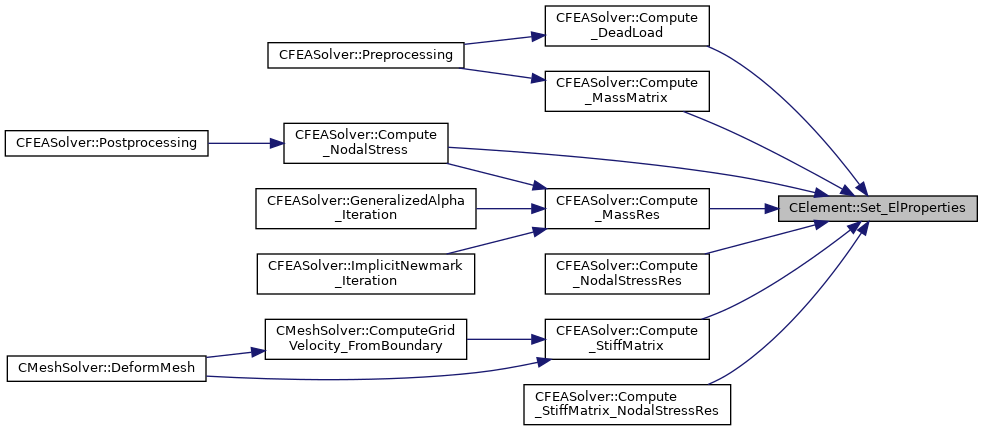 CFEASolver::Compute
_DeadLoad
CFEASolver::Preprocessing
CFEASolver::Compute
_MassMatrix
CFEASolver::Postprocessing
CFEASolver::Compute
_NodalStress
CFEASolver::GeneralizedAlpha
_Iteration
CFEASolver::Compute
_MassRes
CElement::Set_ElProperties
CFEASolver::ImplicitNewmark
_Iteration
CFEASolver::Compute
_NodalStressRes
CMeshSolver::ComputeGrid
Velocity_FromBoundary
CFEASolver::Compute
_StiffMatrix
CMeshSolver::DeformMesh
CFEASolver::Compute
_StiffMatrix_NodalStressRes